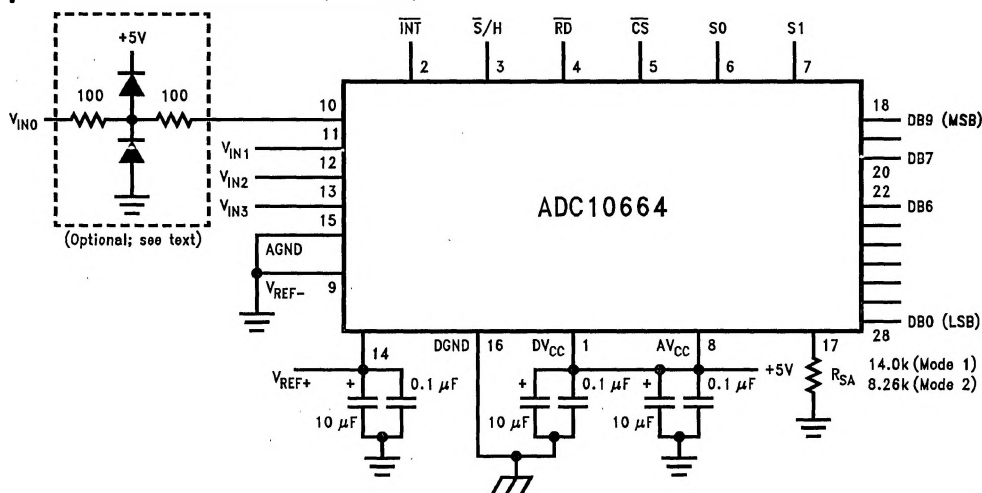 INT S/H RD CS S0 S1
2 3 4 5 6 7
+5V
100 100
V_IN0
10
11
V_IN1
12
V_IN2
13
V_IN3
15
AGND
V_REF- 9
(Optional; see text)
ADC10664
18
DB9 (MSB)
DB7
20
22
DB6
DB0 (LSB)
28
14 DGND 16 DV_CC 1 AV_CC 8 17
V_REF+ + 0.1 μF + 0.1 μF + 0.1 μF +5V
10 μF 10 μF 10 μF
R_SA 14.0k (Mode 1)
8.26k (Mode 2)